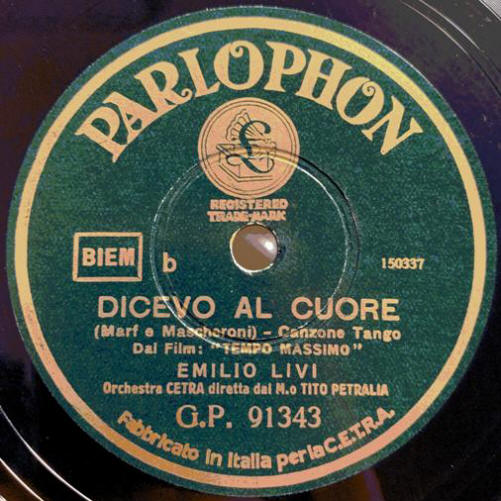 PARLOPHON
£
REGISTERED
TRADE-MARK
BIEM b 150337
DICEVO AL CUORE
(Marf e Mascheroni) - Canzone Tango
Dal Film: "TEMPO MASSIMO"
EMILIO LIVI
Orchestra CETRA diretta dal M.o TITO PETRALIA
G.P. 91343
Fabbricato in Italia per la C.E.T.R.A.